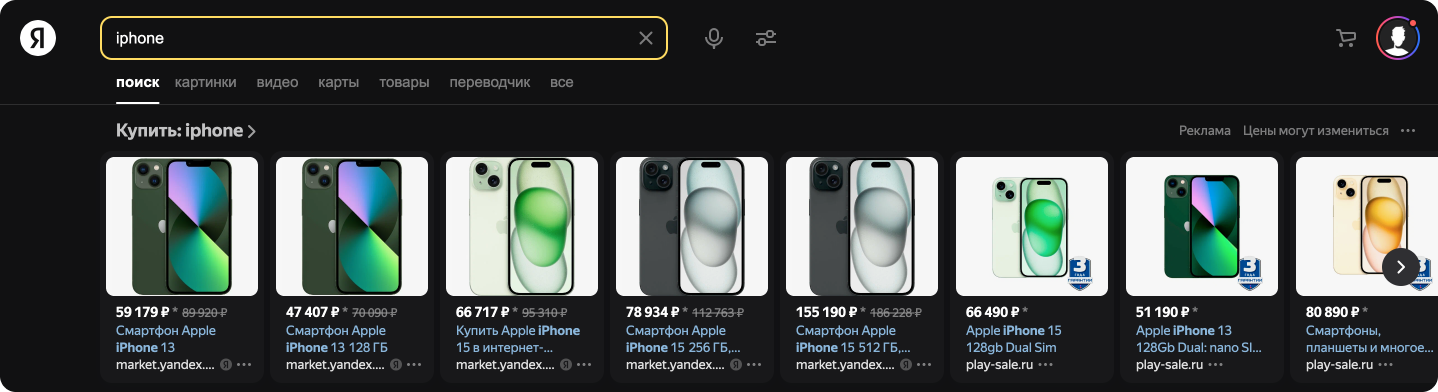 Я
iphone
поиск картинки видео карты товары переводчик все
Купить: iphone
Реклама Цены могут измениться
59 179 ₽ * 89 920 ₽
Смартфон Apple
iPhone 13
market.yandex....
47 407 ₽ * 70 090 ₽
Смартфон Apple
iPhone 13 128 ГБ
market.yandex....
66 717 ₽ * 95 310 ₽
Купить Apple iPhone
15 в интернет-...
market.yandex....
78 934 ₽ * 112 763 ₽
Смартфон Apple
iPhone 15 256 ГБ,...
market.yandex....
155 190 ₽ * 186 228 ₽
Смартфон Apple
iPhone 15 512 ГБ,...
market.yandex....
3
ГОДА
ГАРАНТИИ
66 490 ₽ *
Apple iPhone 15
128gb Dual Sim
play-sale.ru
3
ГОДА
ГАРАНТИИ
51 190 ₽ *
Apple iPhone 13
128Gb Dual: nano SI...
play-sale.ru
80 890 ₽ *
Смартфоны,
планшеты и многое...
play-sale.ru